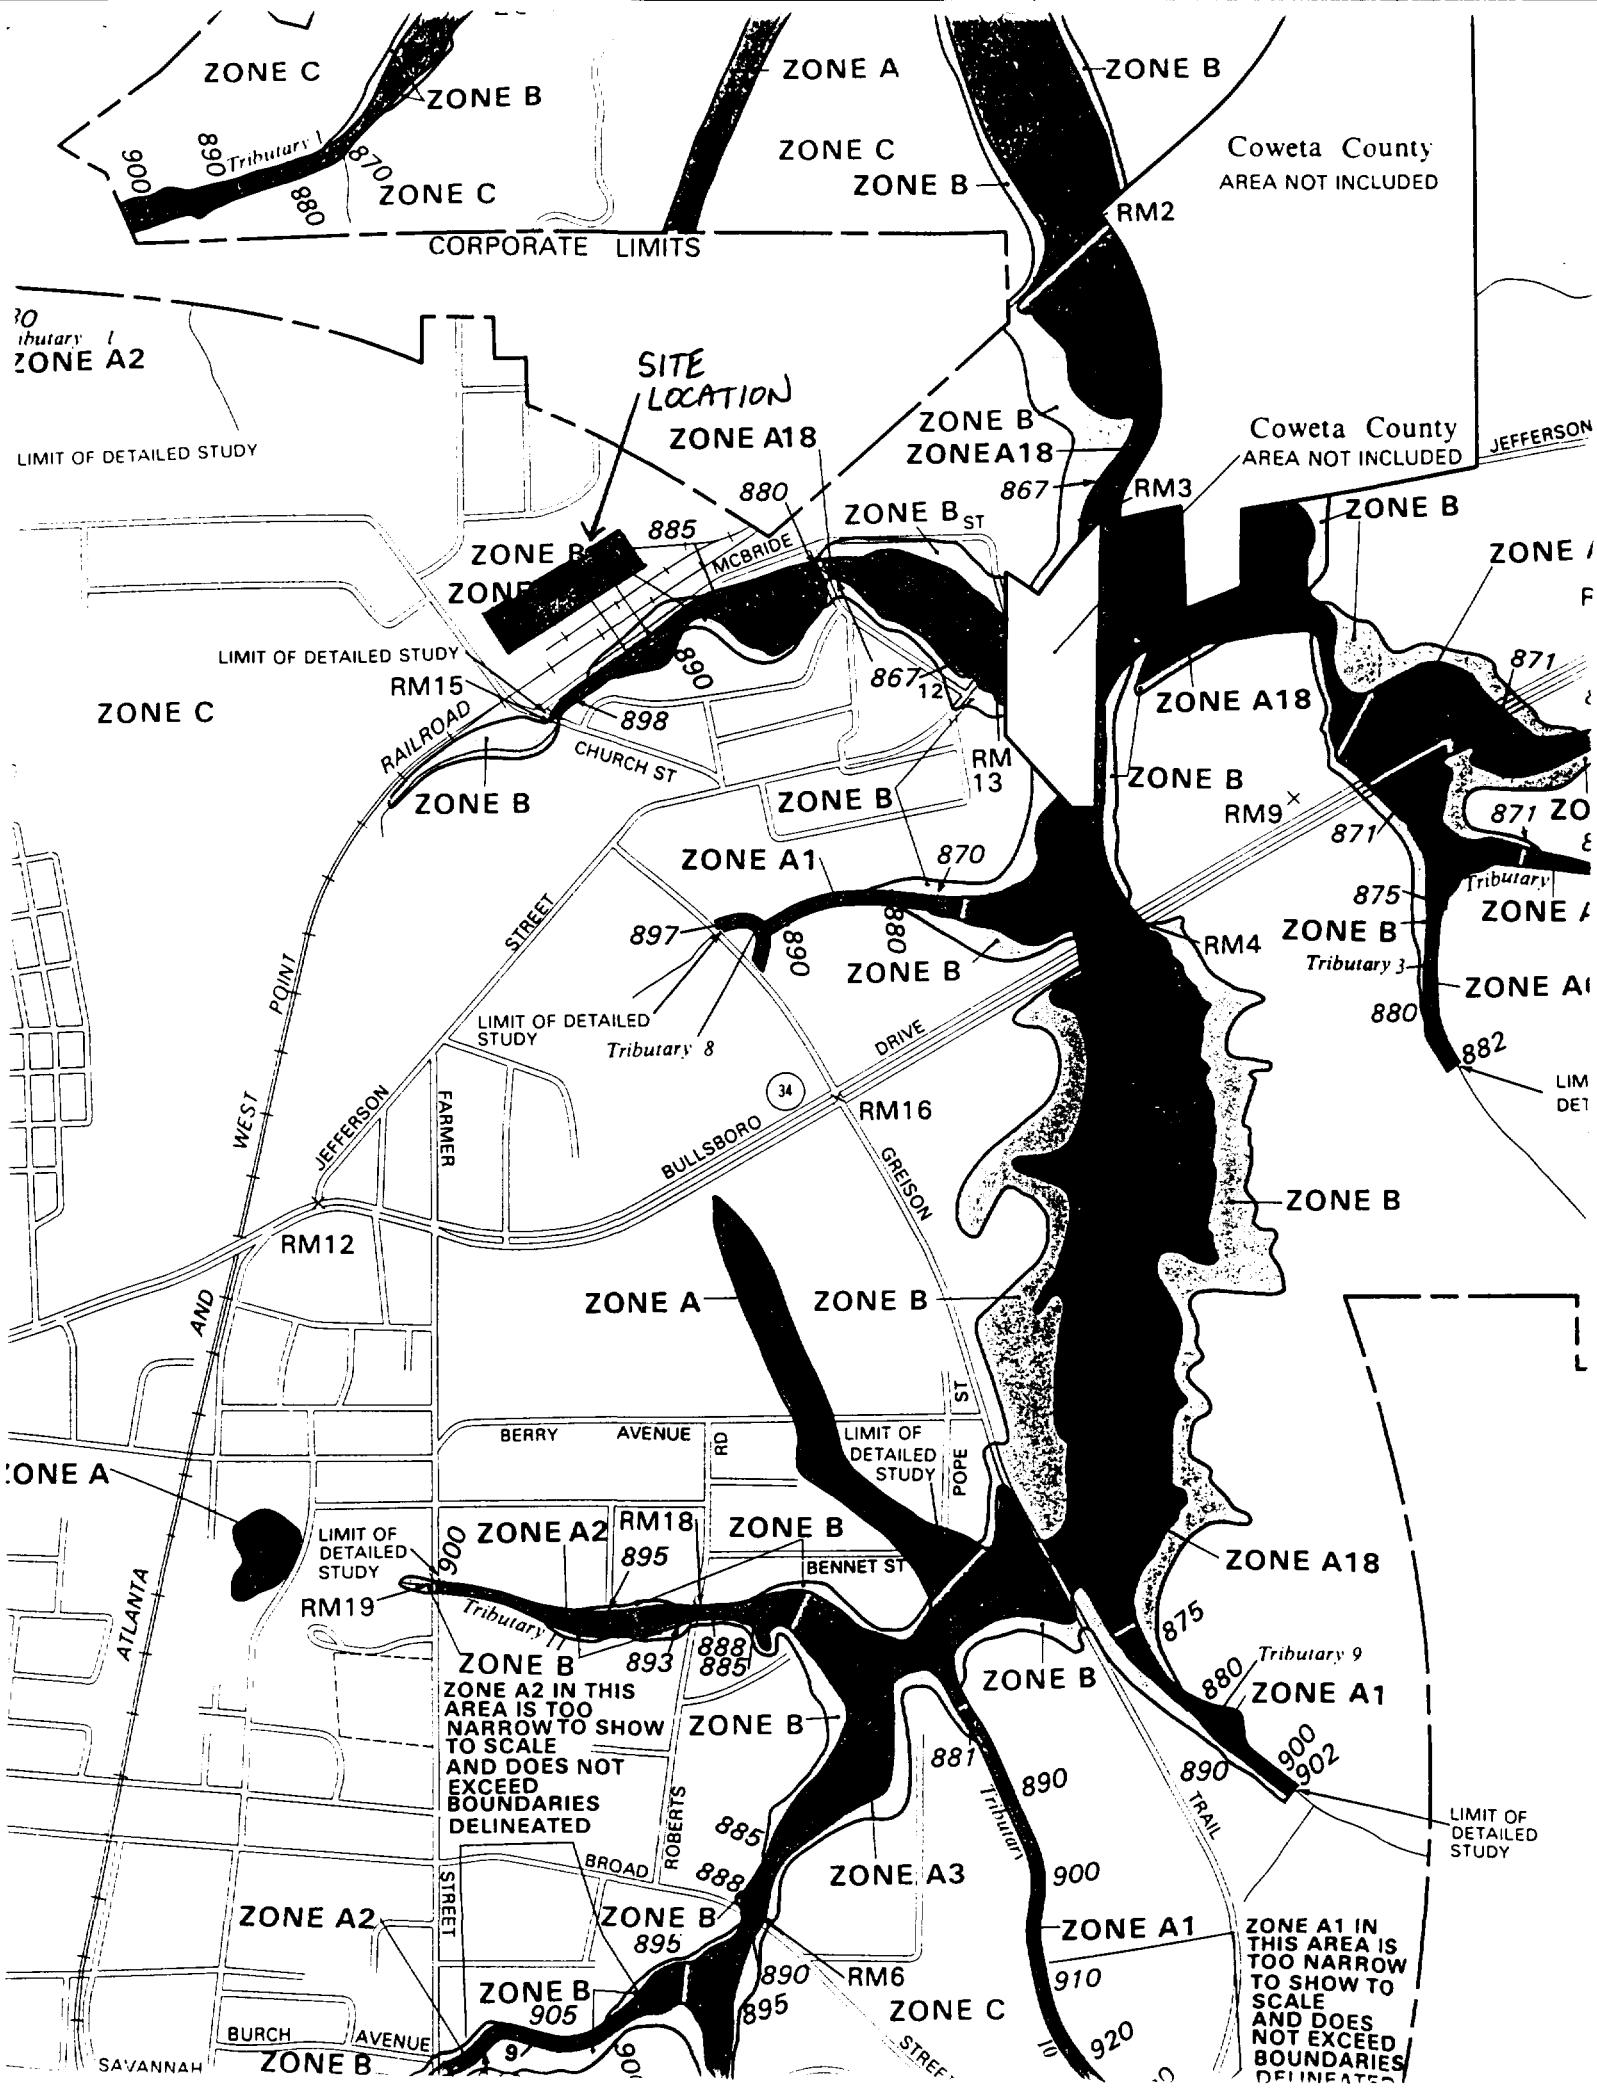 ZONE C
ZONE B
ZONE A
ZONE B
900
890
Tributary 1
870
880
ZONE C
ZONE C
ZONE B
Coweta County
AREA NOT INCLUDED
RM2
CORPORATE LIMITS
ZONE A2
SITE
LOCATION
ZONE A18
LIMIT OF DETAILED STUDY
ZONE B
ZONE A18
867
RM3
Coweta County
AREA NOT INCLUDED
JEFFERSON
880
885
ZONE B
MCBRIDE
ZONE B
ST
ZONE B
ZONE
LIMIT OF DETAILED STUDY
RM15
890
867
12
898
ZONE C
RAILROAD
CHURCH ST
ZONE B
RM
13
ZONE B
ZONE A18
ZONE B
871
RM9
871
871
875
Tributary
ZONE A1
870
897
890
880
ZONE B
STREET
RM4
ZONE B
Tributary 3
880
882
LIMIT OF DETAILED
STUDY
Tributary 8
DRIVE
34
RM16
BULLSBORO
POINT
WEST
JEFFERSON
FARMER
GREISON
RM12
ZONE B
AND
ZONE A
ZONE B
BERRY AVENUE
RD
ST
POPE
LIMIT OF
DETAILED
STUDY
ZONE A
LIMIT OF
DETAILED
STUDY
900
ZONE A2
RM18
895
ZONE B
BENNET ST
RM19
Tributary 11
ZONE B
893
888
885
ZONE A18
875
ATLANTA
ZONE A2 IN THIS
AREA IS TOO
NARROW TO SHOW
TO SCALE
AND DOES NOT
EXCEED
BOUNDARIES
DELINEATED
ZONE B
ZONE B
880
Tributary 9
ZONE A1
881
890
Tributary
890
900
902
TRAIL
LIMIT OF
DETAILED
STUDY
ROBERTS
885
BROAD
888
ZONE A3
900
STREET
ZONE A2
ZONE B
895
ZONE A1
ZONE A1 IN
THIS AREA IS
TOO NARROW
TO SHOW TO
SCALE
AND DOES
NOT EXCEED
BOUNDARIES
DELINEATED
890
RM6
910
ZONE B
905
895
ZONE C
BURCH AVENUE
9
10
920
SAVANNAH
ZONE B